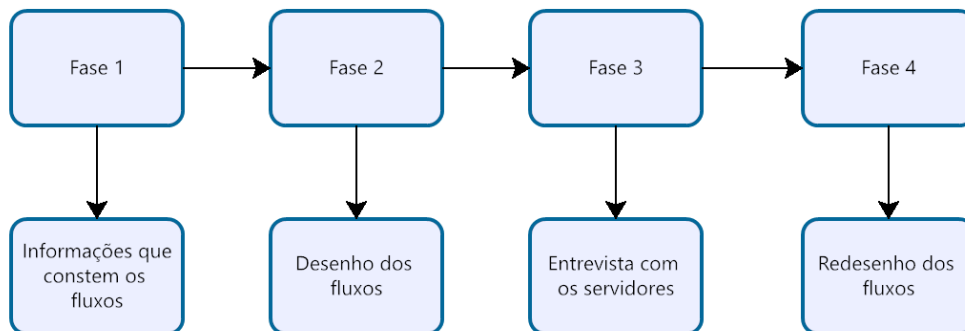 Fase 1
Fase 2
Fase 3
Fase 4
Informações que
constem os
fluxos
Desenho dos
fluxos
Entrevista com
os servidores
Redesenho dos
fluxos